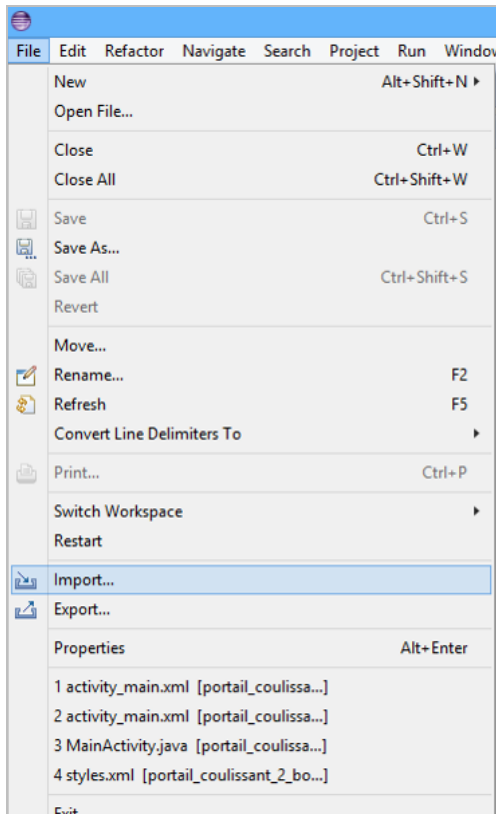 File Edit Refactor Navigate Search Project Run Window
New Alt+Shift+N
Open File...
Close Ctrl+W
Close All Ctrl+Shift+W
Save Ctrl+S
Save As...
Save All Ctrl+Shift+S
Revert
Move...
Rename... F2
Refresh F5
Convert Line Delimiters To
Print... Ctrl+P
Switch Workspace
Restart
Import...
Export...
Properties Alt+Enter
1 activity_main.xml [portail_coulissa...]
2 activity_main.xml [portail_coulissa...]
3 MainActivity.java [portail_coulissa...]
4 styles.xml [portail_coulissant_2_bo...]
Exit